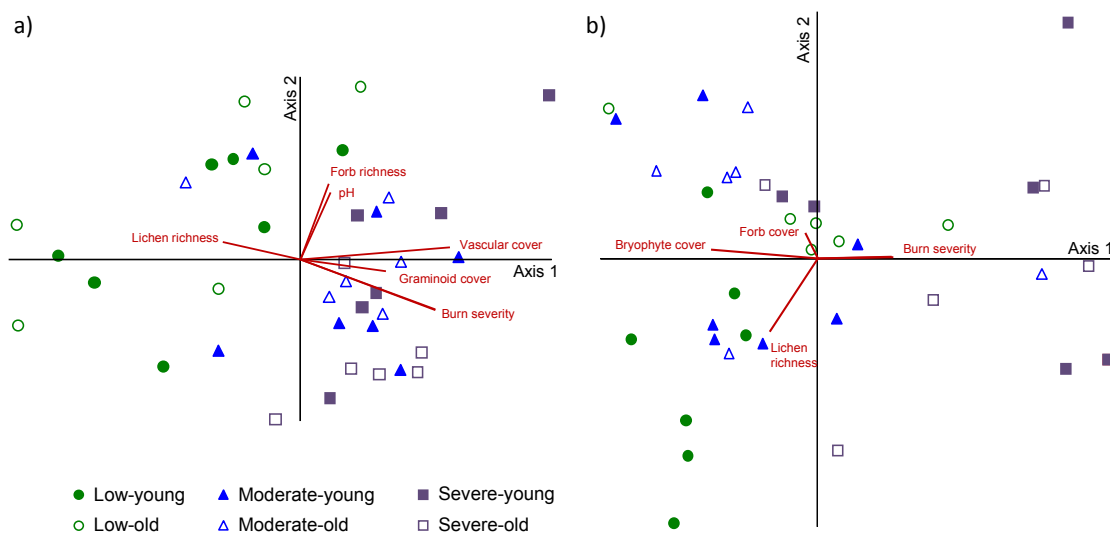 a)
Axis 2
Forb richness
pH
Lichen richness
Vascular cover
Axis 1
Graminoid cover
Burn severity
b)
Axis 2
Forb cover
Bryophyte cover
Burn severity
Axis 1
Lichen
richness
Low-young
Moderate-young
Severe-young
Low-old
Moderate-old
Severe-old